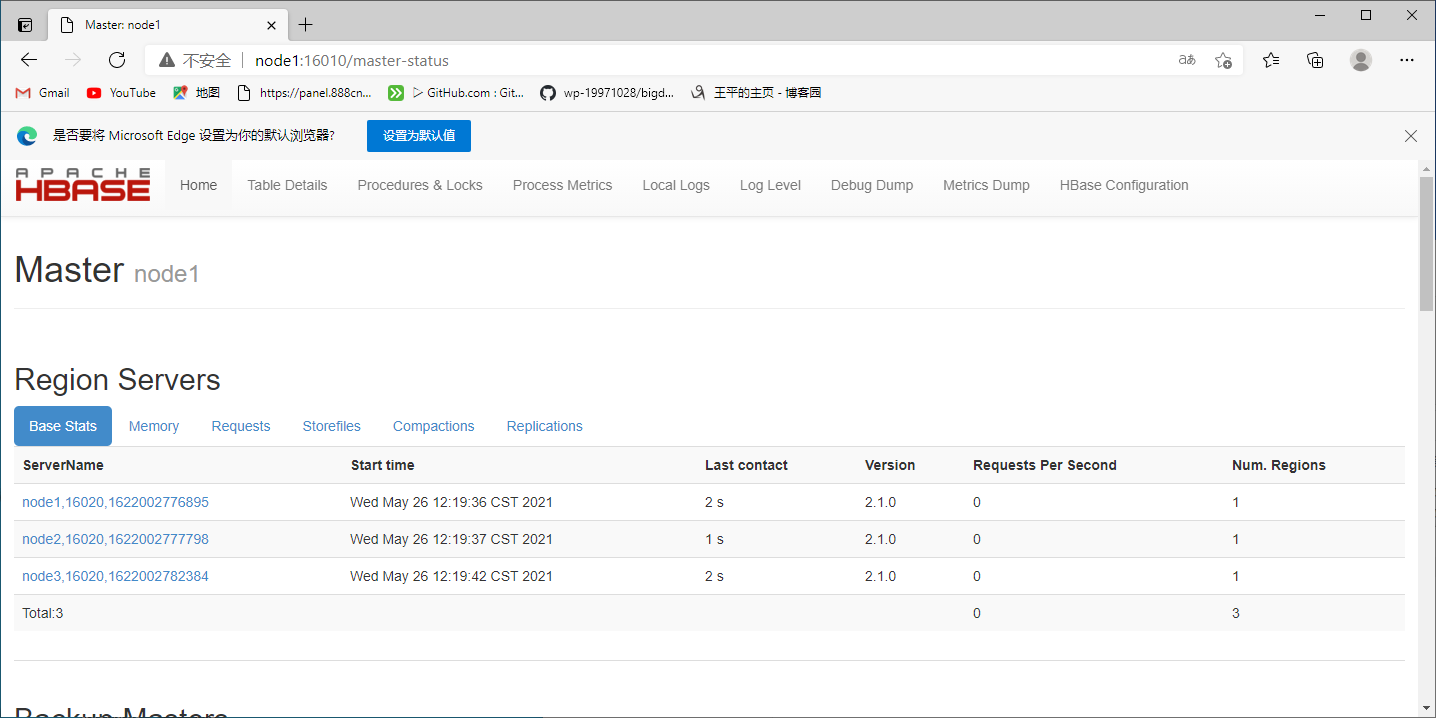 Master: node1
不安全 node1:16010/master-status
Gmail YouTube 地图 https://panel.888cn... GitHub.com : Git... wp-19971028/bigd... 王平的主页 - 博客园
是否要将 Microsoft Edge 设置为你的默认浏览器? 设置为默认值
APACHE
HBASE
Home Table Details Procedures & Locks Process Metrics Local Logs Log Level Debug Dump Metrics Dump HBase Configuration
Master node1
Region Servers
Base Stats Memory Requests Storefiles Compactions Replications
ServerName Start time Last contact Version Requests Per Second Num. Regions
node1,16020,1622002776895 Wed May 26 12:19:36 CST 2021 2 s 2.1.0 0 1
node2,16020,1622002777798 Wed May 26 12:19:37 CST 2021 1 s 2.1.0 0 1
node3,16020,1622002782384 Wed May 26 12:19:42 CST 2021 2 s 2.1.0 0 1
Total:3 0 3
Backup Masters